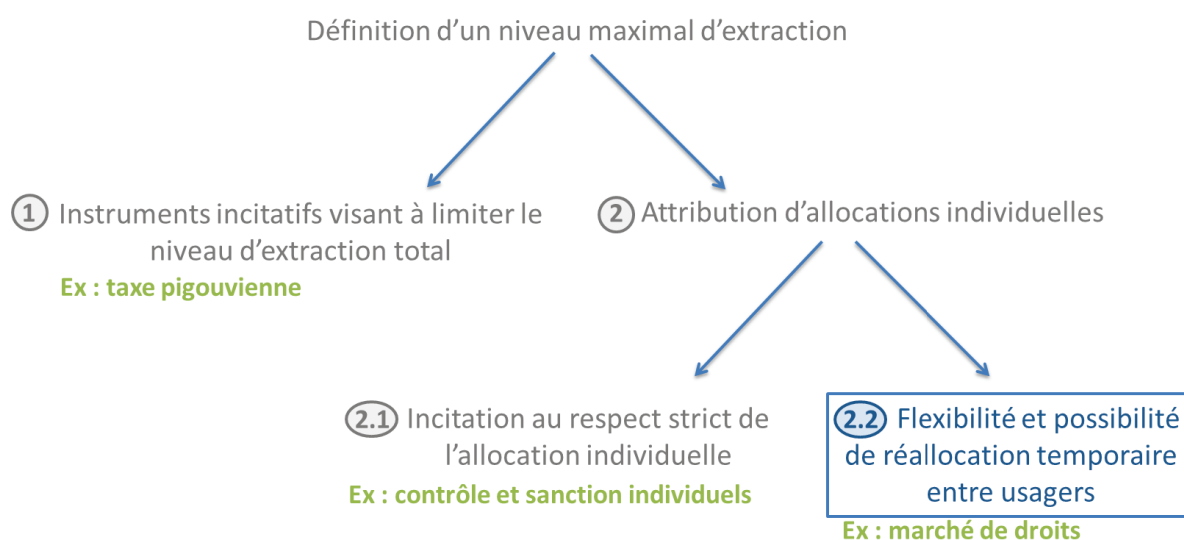 Définition d'un niveau maximal d'extraction
1 Instruments incitatifs visant à limiter le
niveau d'extraction total
Ex : taxe pigouvienne
2 Attribution d'allocations individuelles
2.1 Incitation au respect strict de
l'allocation individuelle
Ex : contrôle et sanction individuels
2.2 Flexibilité et possibilité
de réallocation temporaire
entre usagers
Ex : marché de droits